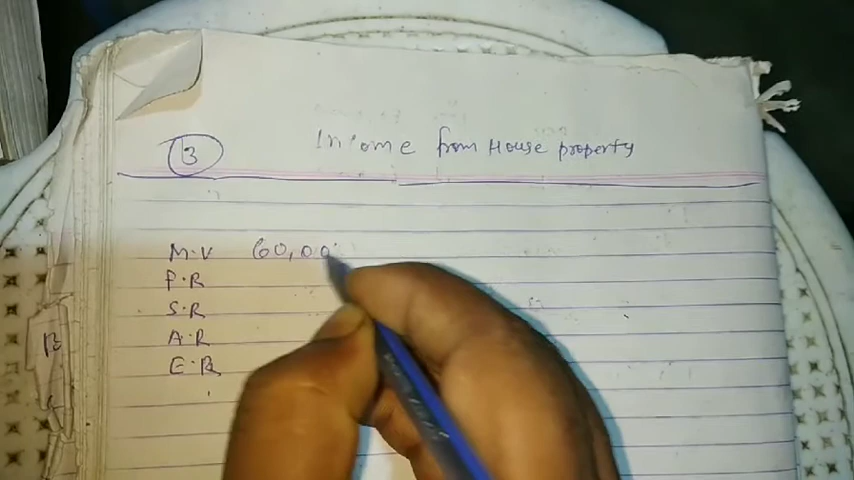 3
Income from House property
M.V 60,00
F.R
S.R
A.R
E.R